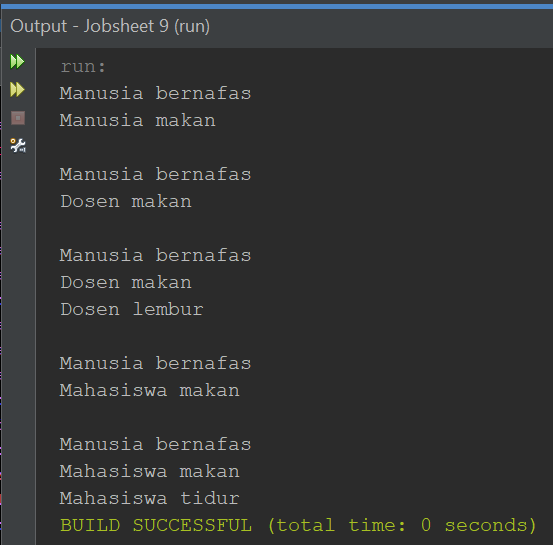 Output - Jobsheet 9 (run)
run:
Manusia bernafas
Manusia makan
Manusia bernafas
Dosen makan
Manusia bernafas
Dosen makan
Dosen lembur
Manusia bernafas
Mahasiswa makan
Manusia bernafas
Mahasiswa makan
Mahasiswa tidur
BUILD SUCCESSFUL (total time: 0 seconds)